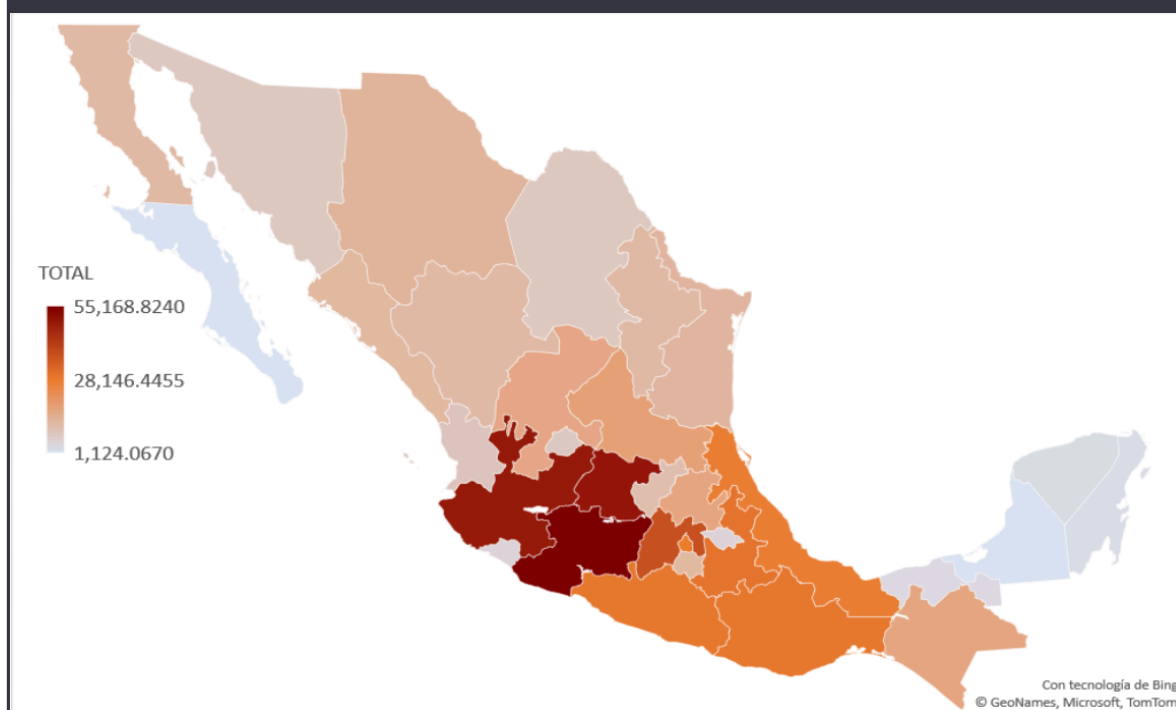 TOTAL
55,168.8240
28,146.4455
1,124.0670
Con tecnología de Bing
© GeoNames, Microsoft, TomTom